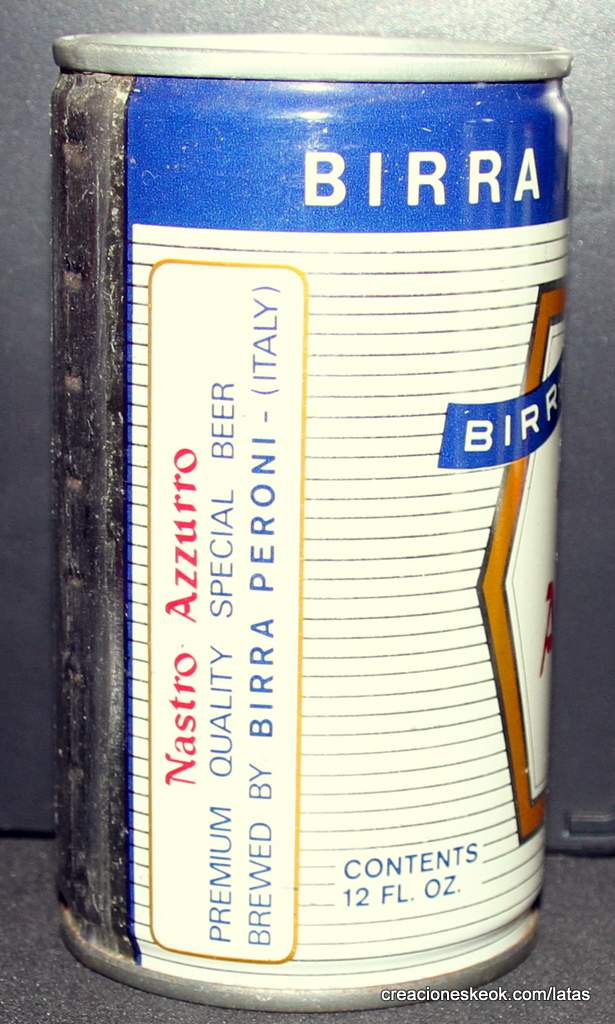 BIRRA
BIRR
Nastro Azzurro
PREMIUM QUALITY SPECIAL BEER
BREWED BY BIRRA PERONI - (ITALY)
CONTENTS
12 FL. OZ.
creacioneskeok.com/latas